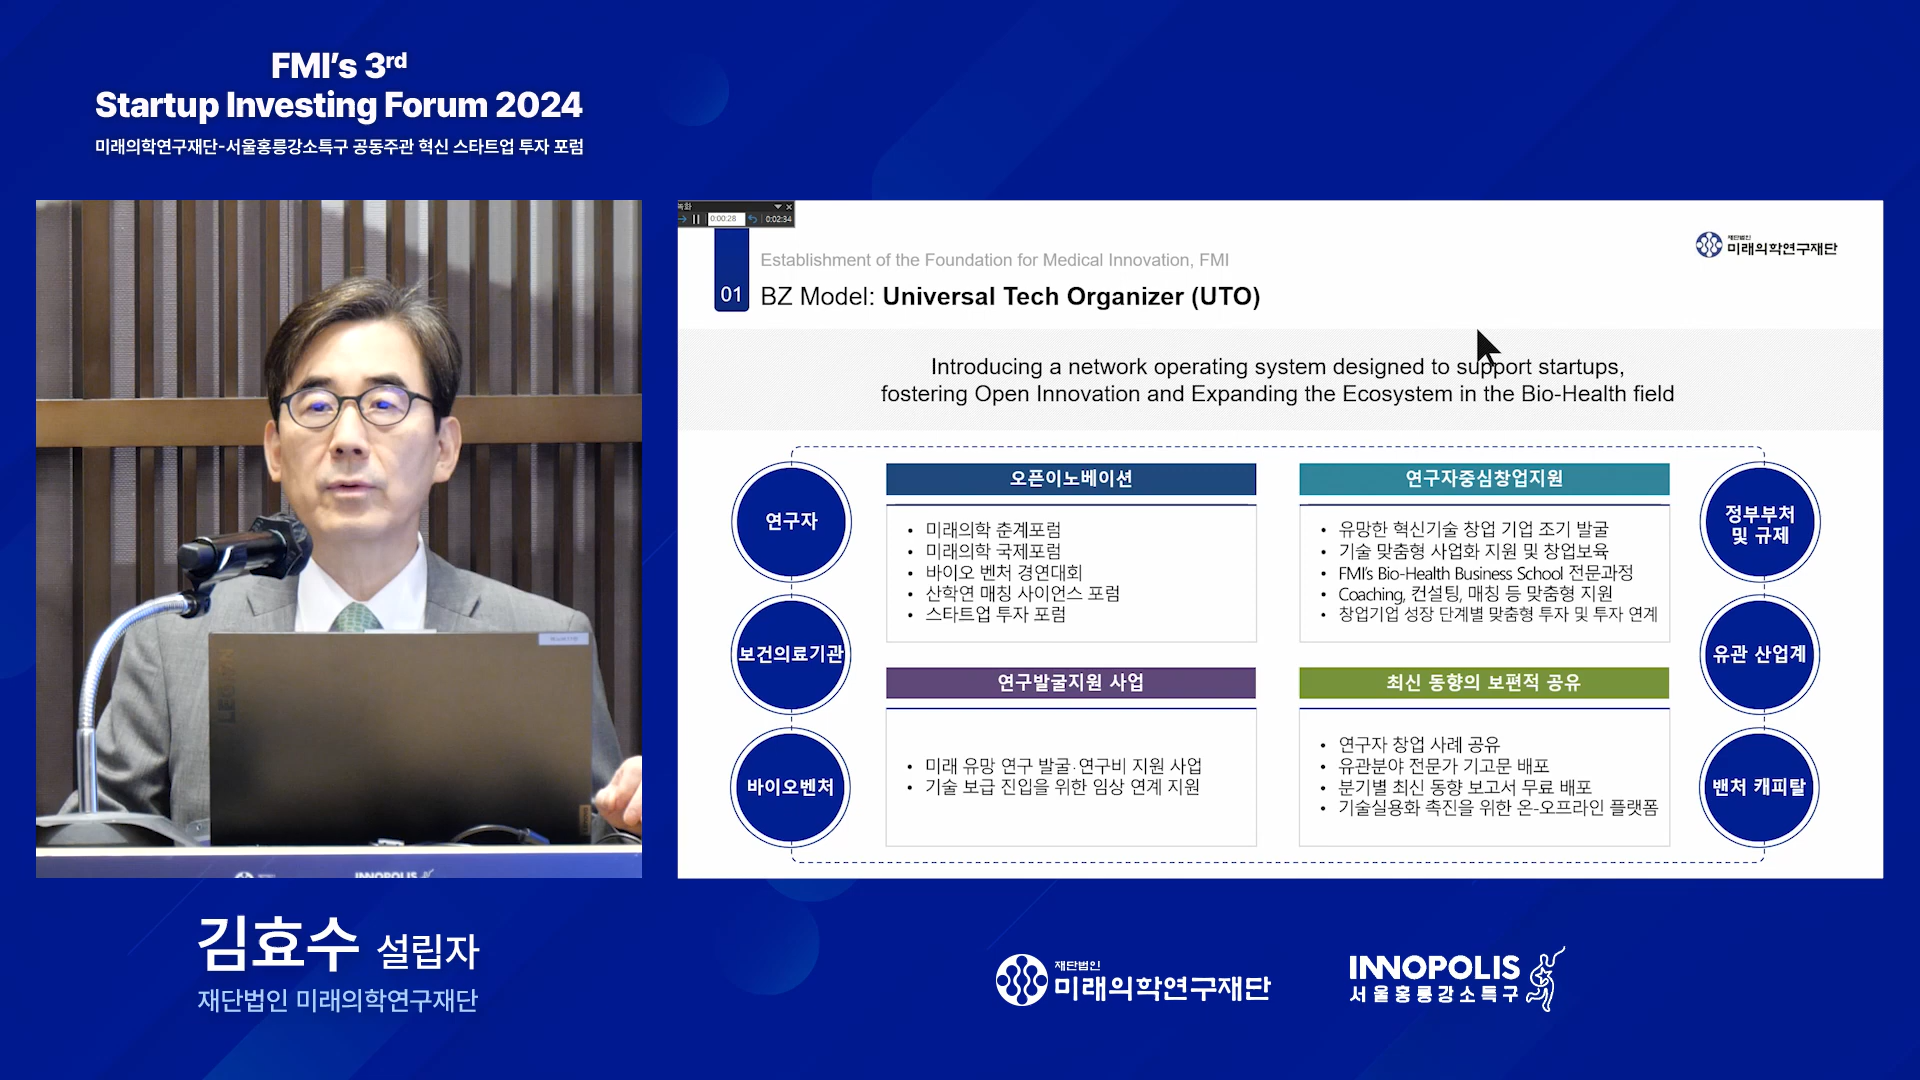 FMI's 3rd
Startup Investing Forum 2024
미래의학연구재단-서울홍릉강소특구 공동주관 혁신 스타트업 투자 포럼
녹화
0:00:28
0:02:34
재단법인
미래의학연구재단
Establishment of the Foundation for Medical Innovation, FMI
01 BZ Model: Universal Tech Organizer (UTO)
Introducing a network operating system designed to support startups,
fostering Open Innovation and Expanding the Ecosystem in the Bio-Health field
연구자
보건의료기관
바이오벤처
오픈이노베이션
• 미래의학 춘계포럼
• 미래의학 국제포럼
• 바이오 벤처 경연대회
• 산학연 매칭 사이언스 포럼
• 스타트업 투자 포럼
연구자중심창업지원
• 유망한 혁신기술 창업 기업 조기 발굴
• 기술 맞춤형 사업화 지원 및 창업보육
• FMI's Bio-Health Business School 전문과정
• Coaching, 컨설팅, 매칭 등 맞춤형 지원
• 창업기업 성장 단계별 맞춤형 투자 및 투자 연계
연구발굴지원 사업
• 미래 유망 연구 발굴·연구비 지원 사업
• 기술 보급 진입을 위한 임상 연계 지원
최신 동향의 보편적 공유
• 연구자 창업 사례 공유
• 유관분야 전문가 기고문 배포
• 분기별 최신 동향 보고서 무료 배포
• 기술실용화 촉진을 위한 온-오프라인 플랫폼
정부부처
및 규제
유관 산업계
밴처 캐피탈
LEGION
INNOPOLIS
김효수 설립자
재단법인 미래의학연구재단
재단법인
미래의학연구재단
INNOPOLIS
서울홍릉강소특구